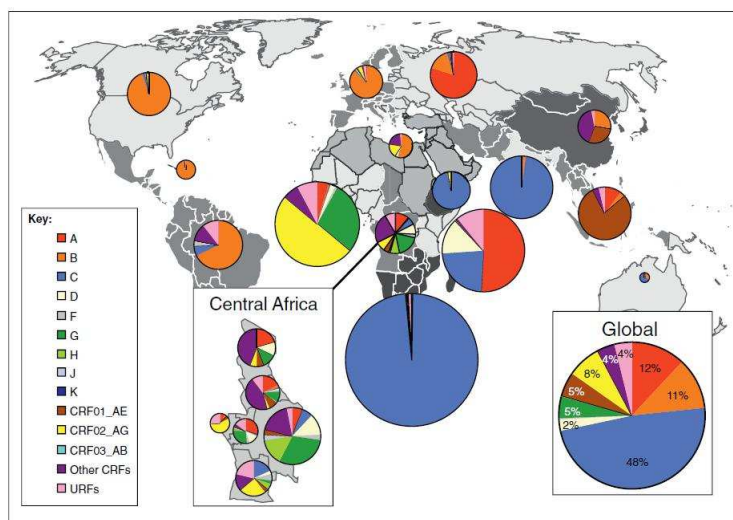 Key:
A
B
C
D
F
G
H
J
K
CRF01_AE
CRF02_AG
CRF03_AB
Other CRFs
URFs
Central Africa
Global
4%
4%
12%
8%
11%
5%
5%
2%
48%